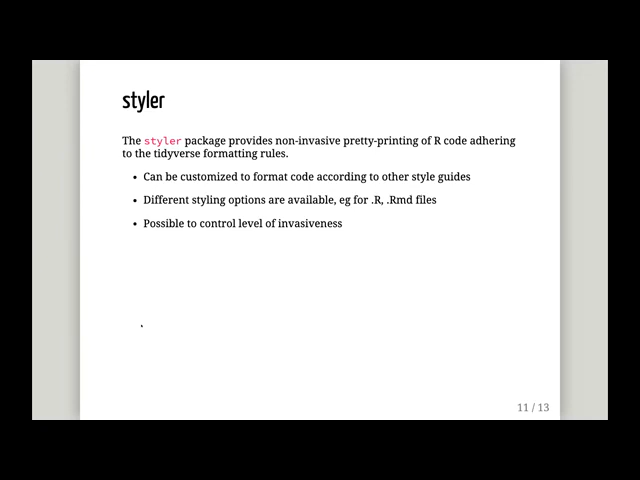 styler
The styler package provides non-invasive pretty-printing of R code adhering
to the tidyverse formatting rules.
• Can be customized to format code according to other style guides
• Different styling options are available, eg for .R, .Rmd files
• Possible to control level of invasiveness
11 / 13